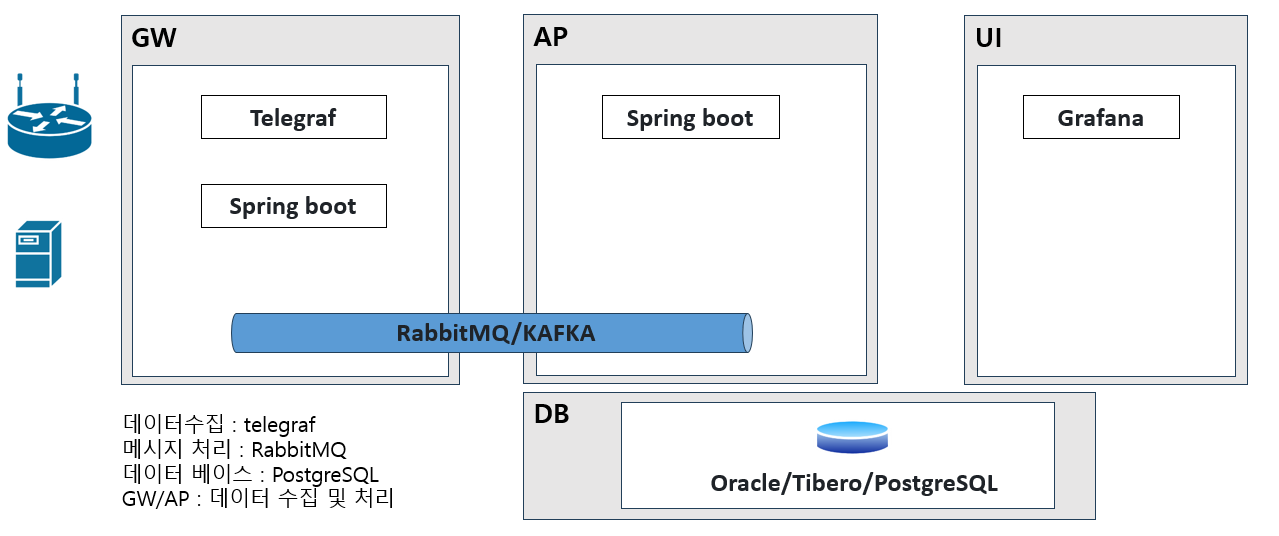 GW
Telegraf
Spring boot
AP
Spring boot
UI
Grafana
RabbitMQ/KAFKA
DB
Oracle/Tibero/PostgreSQL
데이터수집 : telegraf
메시지 처리 : RabbitMQ
데이터 베이스 : PostgreSQL
GW/AP : 데이터 수집 및 처리